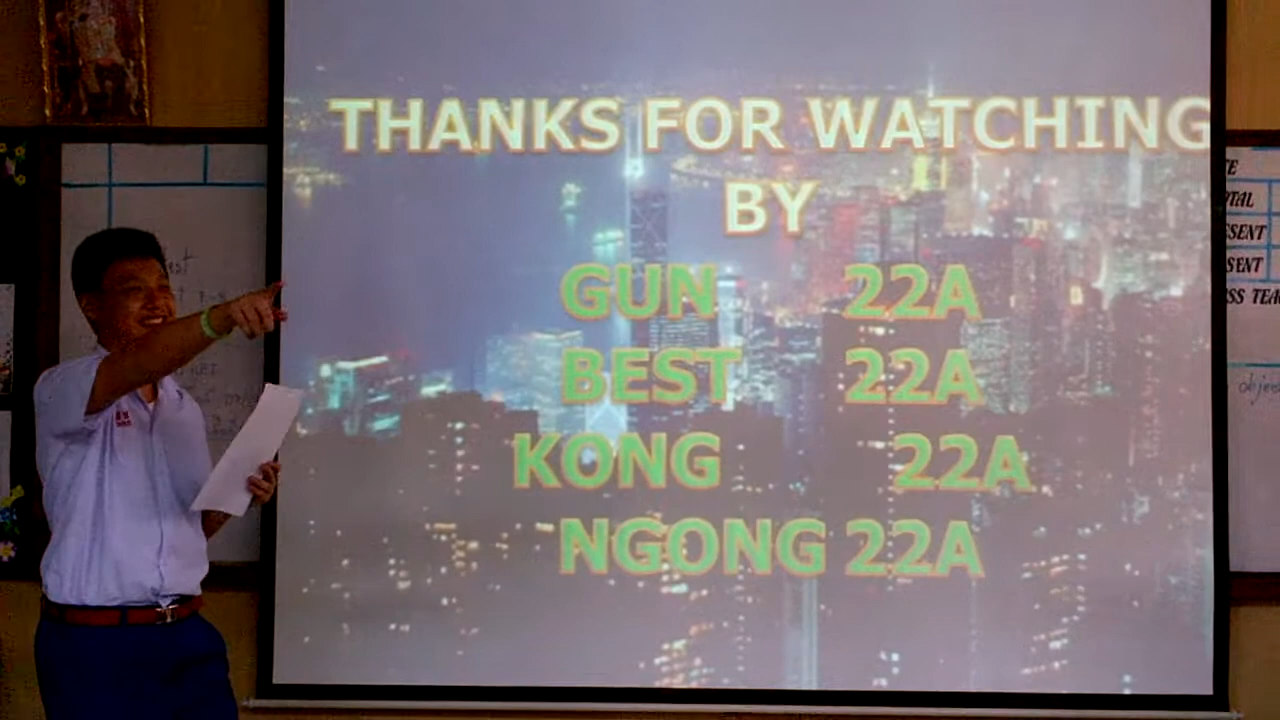 THANKS FOR WATCHING
BY
GUN 22A
BEST 22A
KONG 22A
NGONG 22A